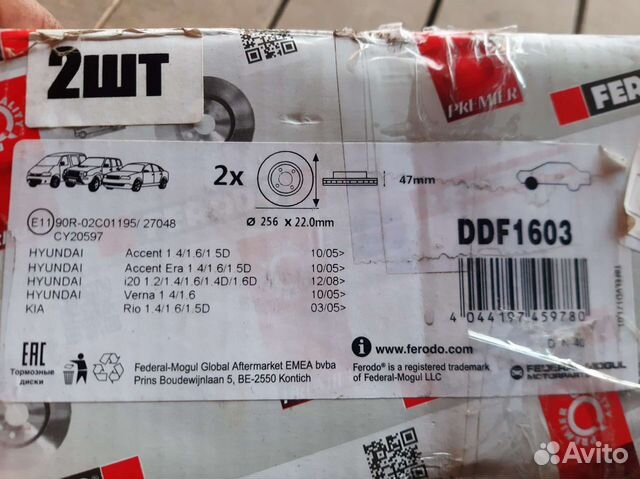 2ШТ
PREMIER
FERO
2x
47mm
Ø 256 x 22.0mm
E11 90R-02C01195/ 27048
CY20597
DDF1603
HYUNDAI Accent 1 4/1.6/1 5D 10/05>
HYUNDAI Accent Era 1 4/1 6/1 5D 10/05>
HYUNDAI i20 1.2/1.4/1.6/1.4D/1.6D 12/08>
HYUNDAI Verna 1 4/1.6 10/05>
KIA Rio 1.4/1.6/1.5D 03/05>
4 044197 459780
EAC
Тормозные
диски
Federal-Mogul Global Aftermarket EMEA bvba
Prins Boudewijnlaan 5, BE-2550 Kontich
i www.ferodo.com
Ferodo® is a registered trademark
of Federal-Mogul LLC
FEDERAL-MOGUL
MOTORPARTS
FER
Avito